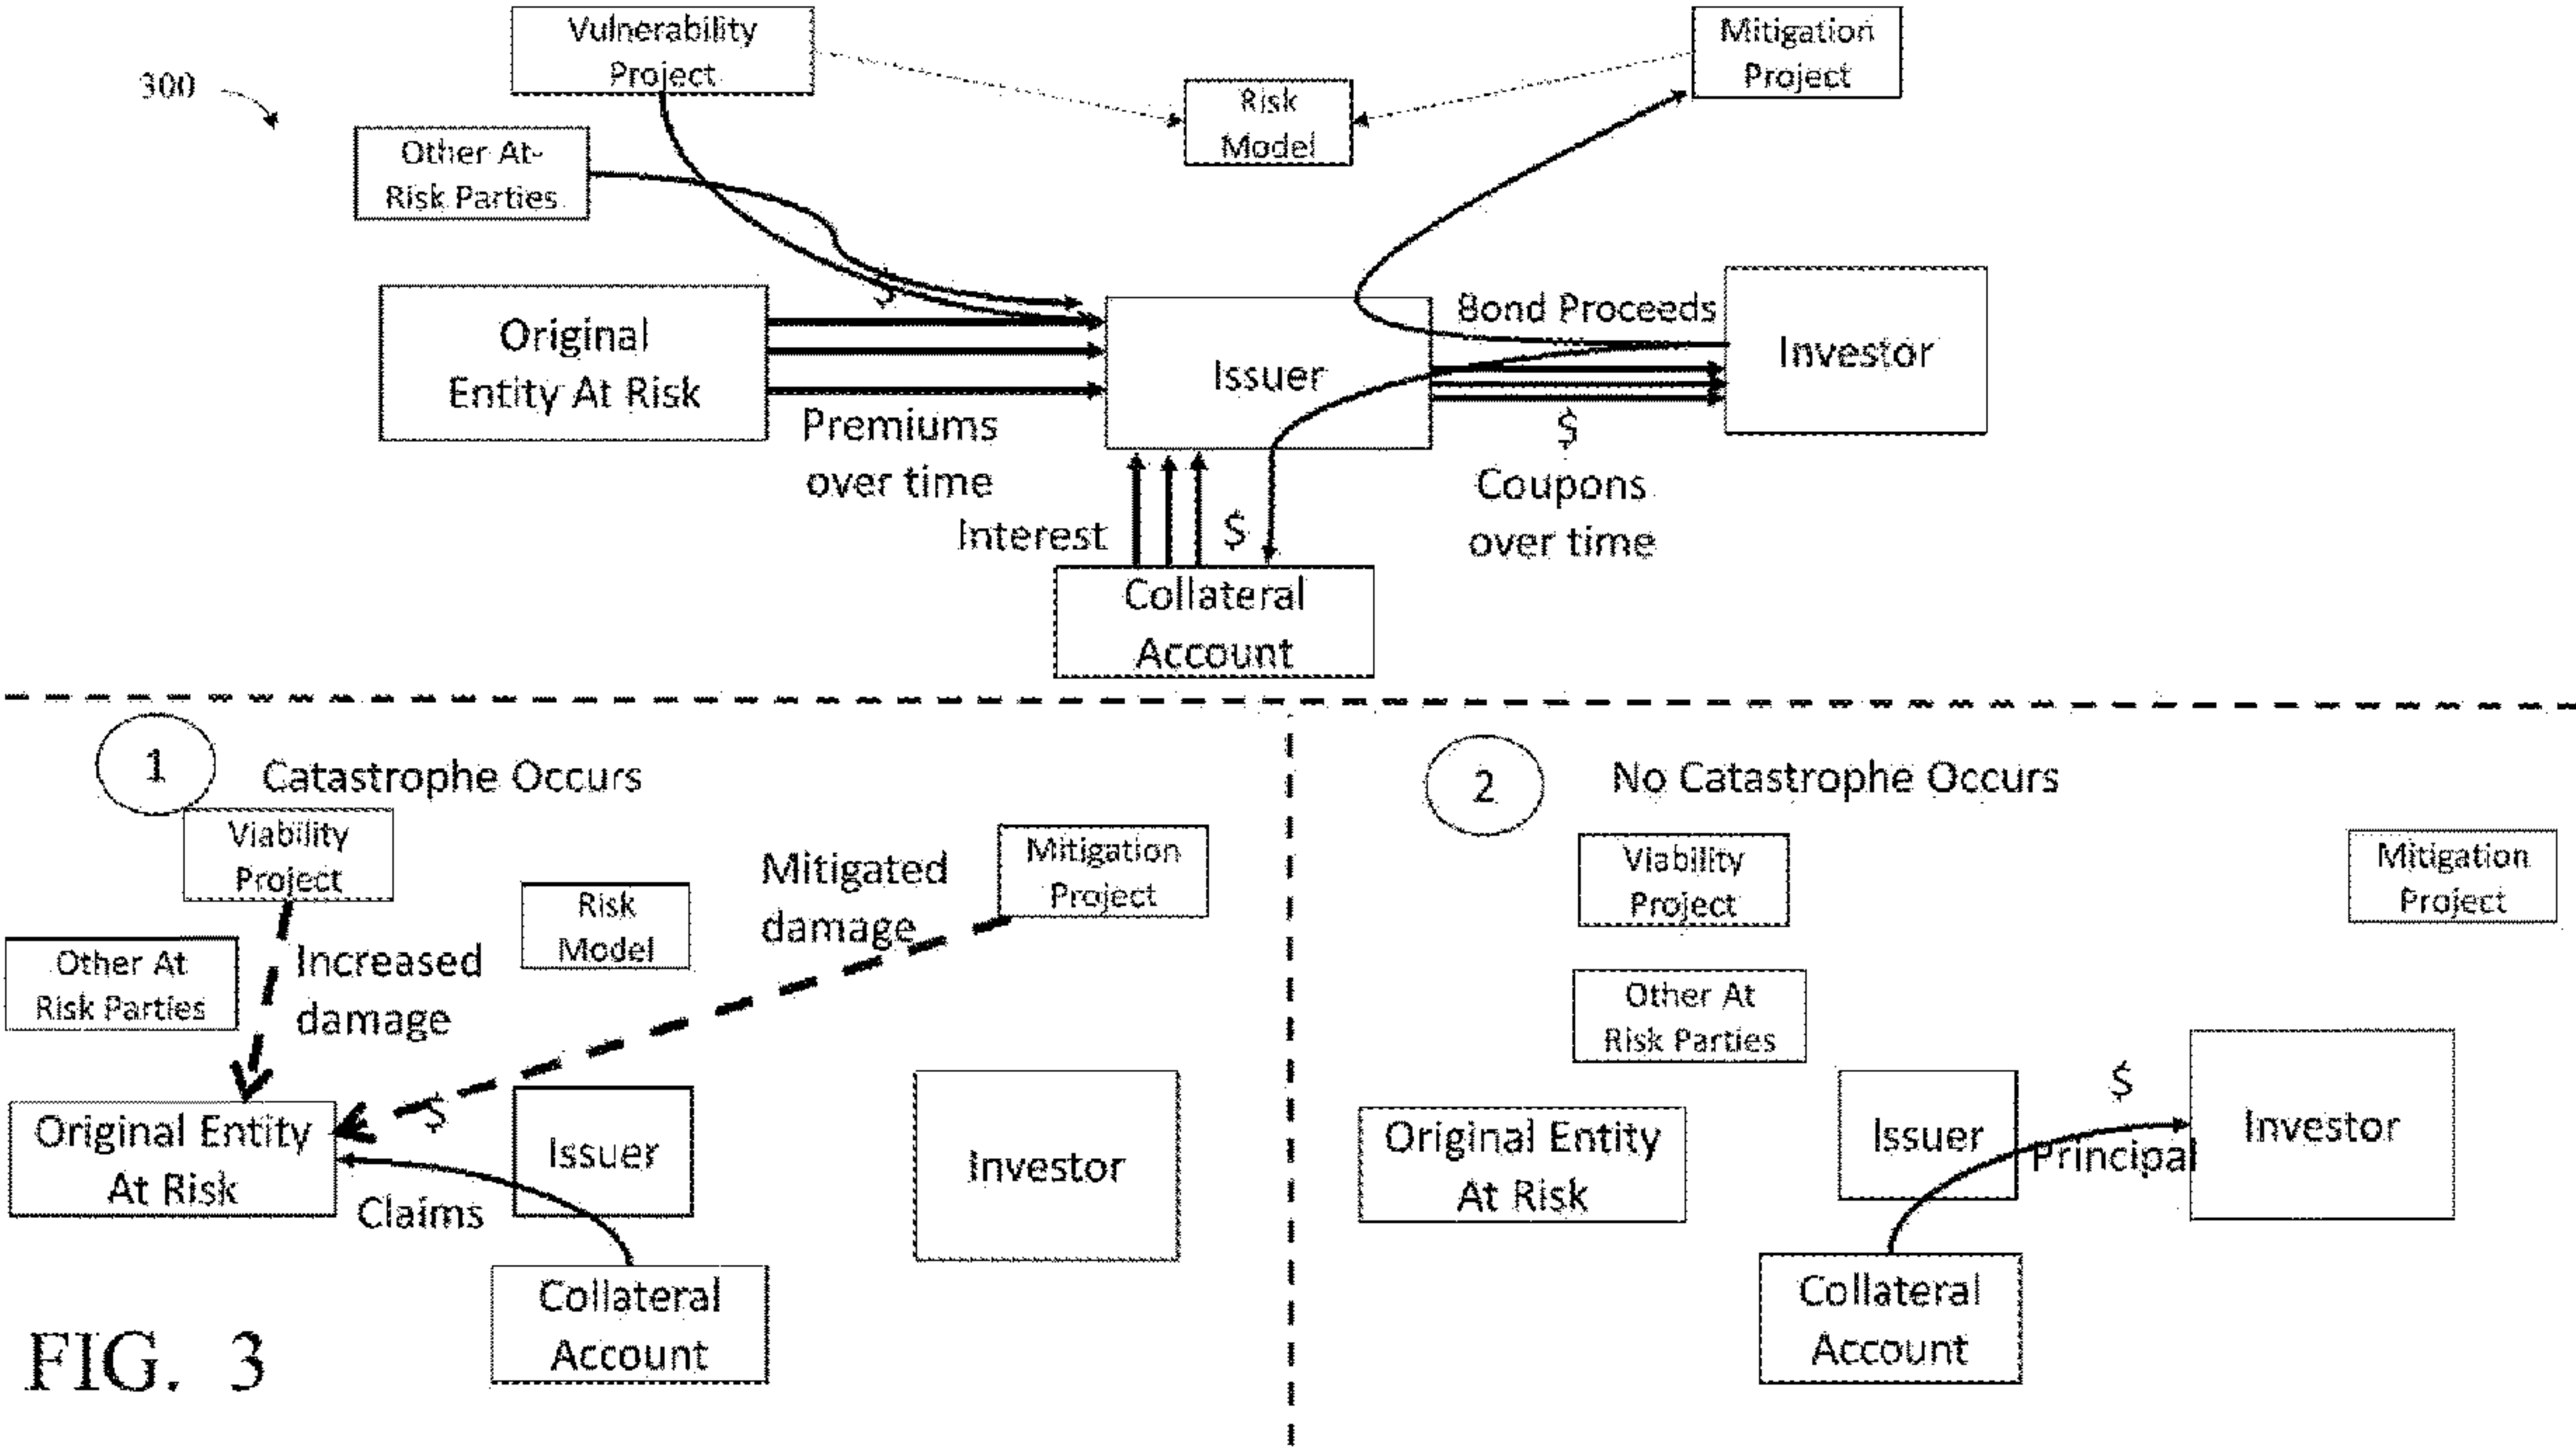 Vulnerability
Project
Mitigation
Project
300
Risk
Model
Other At-
Risk Parties
$
Original
Entity At Risk
Issuer
Bond Proceeds
Investor
Premiums
over time
$
Coupons
over time
Interest
$
Collateral
Account
1
Catastrophe Occurs
Viability
Project
Risk
Model
Mitigated
damage
Mitigation
Project
Other At
Risk Parties
Increased
damage
$
Original Entity
At Risk
Issuer
Investor
Claims
Collateral
Account
FIG. 3
2
No Catastrophe Occurs
Viability
Project
Mitigation
Project
Other At
Risk Parties
$
Original Entity
At Risk
Issuer
Principal
Investor
Collateral
Account